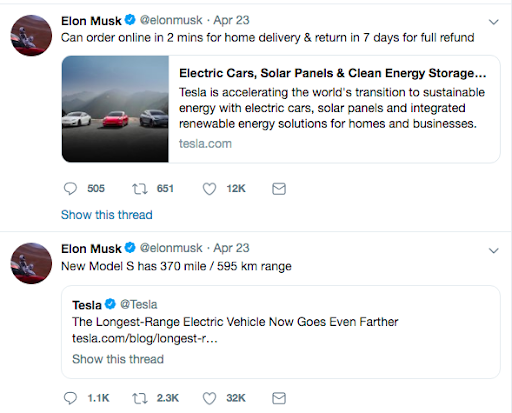 Elon Musk @elonmusk · Apr 23
Can order online in 2 mins for home delivery & return in 7 days for full refund
Electric Cars, Solar Panels & Clean Energy Storage...
Tesla is accelerating the world's transition to sustainable
energy with electric cars, solar panels and integrated
renewable energy solutions for homes and businesses.
tesla.com
505 651 12K
Show this thread
Elon Musk @elonmusk · Apr 23
New Model S has 370 mile / 595 km range
Tesla @Tesla
The Longest-Range Electric Vehicle Now Goes Even Farther
tesla.com/blog/longest-r...
Show this thread
1.1K 2.3K 32K